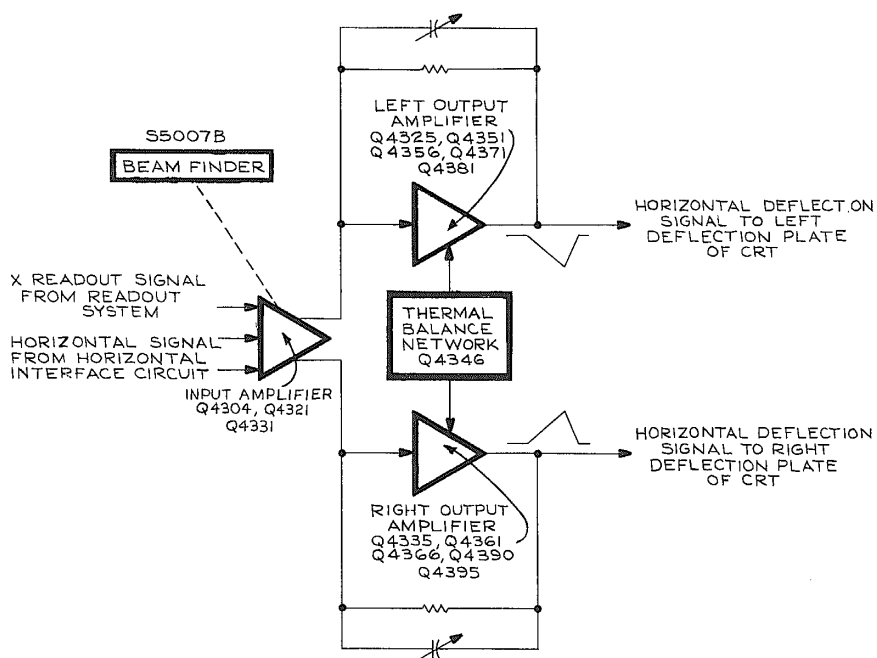 LEFT OUTPUT
AMPLIFIER
Q4325, Q4351
Q4356, Q4371
Q4381
S5007B
BEAM FINDER
HORIZONTAL DEFLECTION
SIGNAL TO LEFT
DEFLECTION PLATE
OF CRT
X READOUT SIGNAL
FROM READOUT
SYSTEM
HORIZONTAL SIGNAL
FROM HORIZONTAL
INTERFACE CIRCUIT
INPUT AMPLIFIER
Q4304, Q4321
Q4331
THERMAL
BALANCE
NETWORK
Q4346
HORIZONTAL DEFLECTION
SIGNAL TO RIGHT
DEFLECTION PLATE
OF CRT
RIGHT OUTPUT
AMPLIFIER
Q4335, Q4361
Q4366, Q4390
Q4395